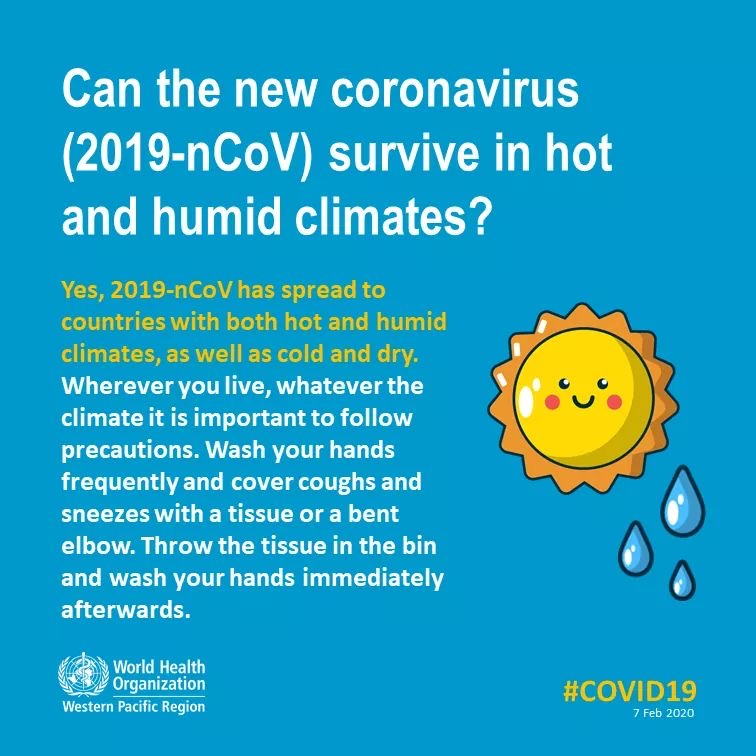 Can the new coronavirus
(2019-nCoV) survive in hot
and humid climates?
Yes, 2019-nCoV has spread to
countries with both hot and humid
climates, as well as cold and dry.
Wherever you live, whatever the
climate it is important to follow
precautions. Wash your hands
frequently and cover coughs and
sneezes with a tissue or a bent
elbow. Throw the tissue in the bin
and wash your hands immediately
afterwards.
World Health
Organization
Western Pacific Region
#COVID19
7 Feb 2020